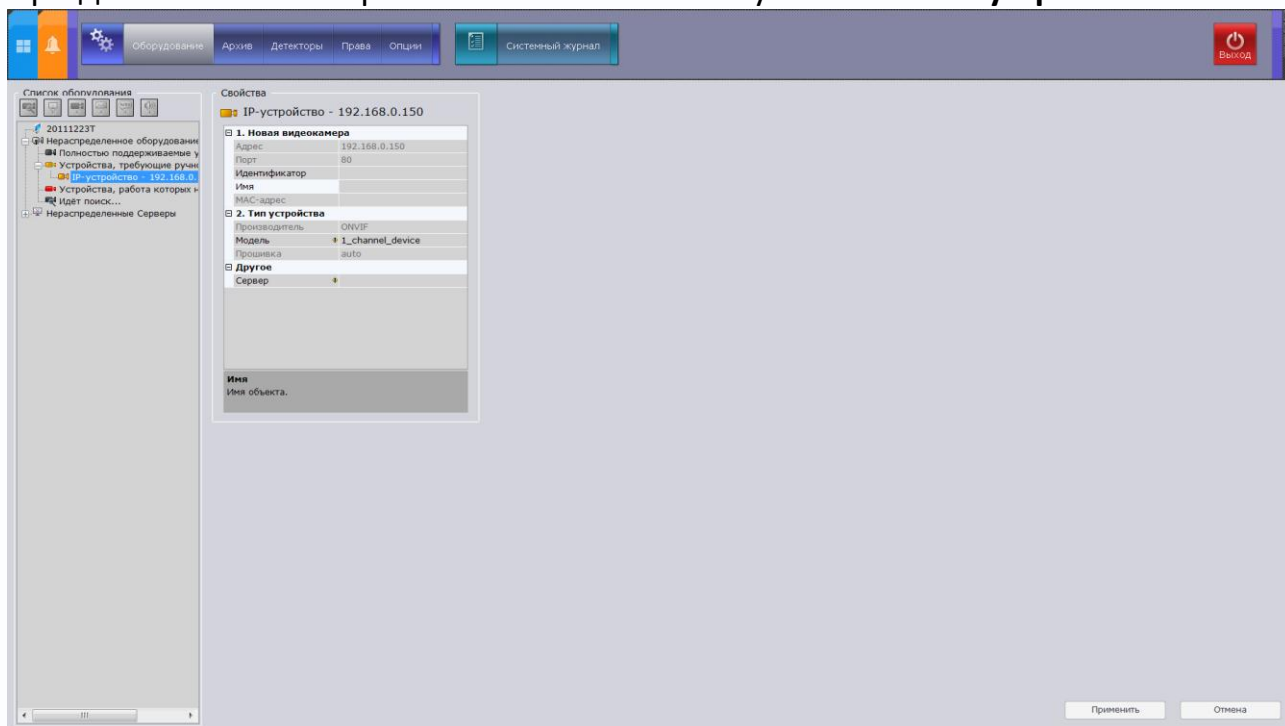 Оборудование Архив Детекторы Права Опции Системный журнал Выход
Список оборудования
20111223T
Нераспределенное оборудование
Полностью поддерживаемые
Устройства, требующие
IP-устройство - 192.168.0.
Устройства, работа которых
Идёт поиск...
Нераспределенные Серверы
Свойства
IP-устройство - 192.168.0.150
1. Новая видеокамера
Адрес 192.168.0.150
Порт 80
Идентификатор
Имя
MAC-адрес
2. Тип устройства
Производитель ONVIF
Модель 1_channel_device
Прошивка auto
Другое
Сервер
Имя
Имя объекта.
Применить Отмена